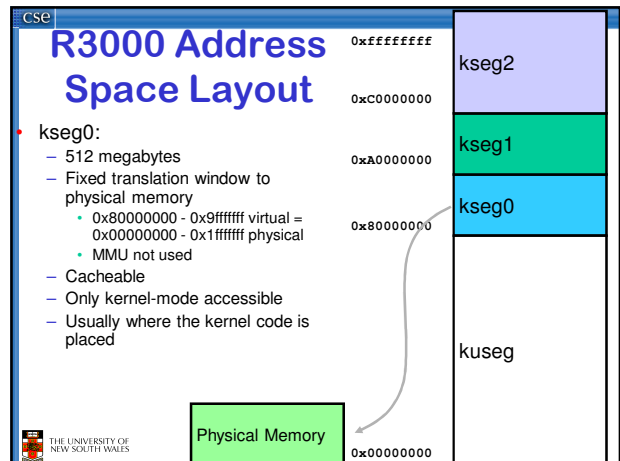 cse
R3000 Address
Space Layout
• kseg0:
– 512 megabytes
– Fixed translation window to
physical memory
• 0x80000000 - 0x9fffffff virtual =
0x00000000 - 0x1fffffff physical
• MMU not used
– Cacheable
– Only kernel-mode accessible
– Usually where the kernel code is
placed
0xffffffff
0xC0000000
0xA0000000
0x80000000
0x00000000
kseg2
kseg1
kseg0
kuseg
Physical Memory
THE UNIVERSITY OF
NEW SOUTH WALES